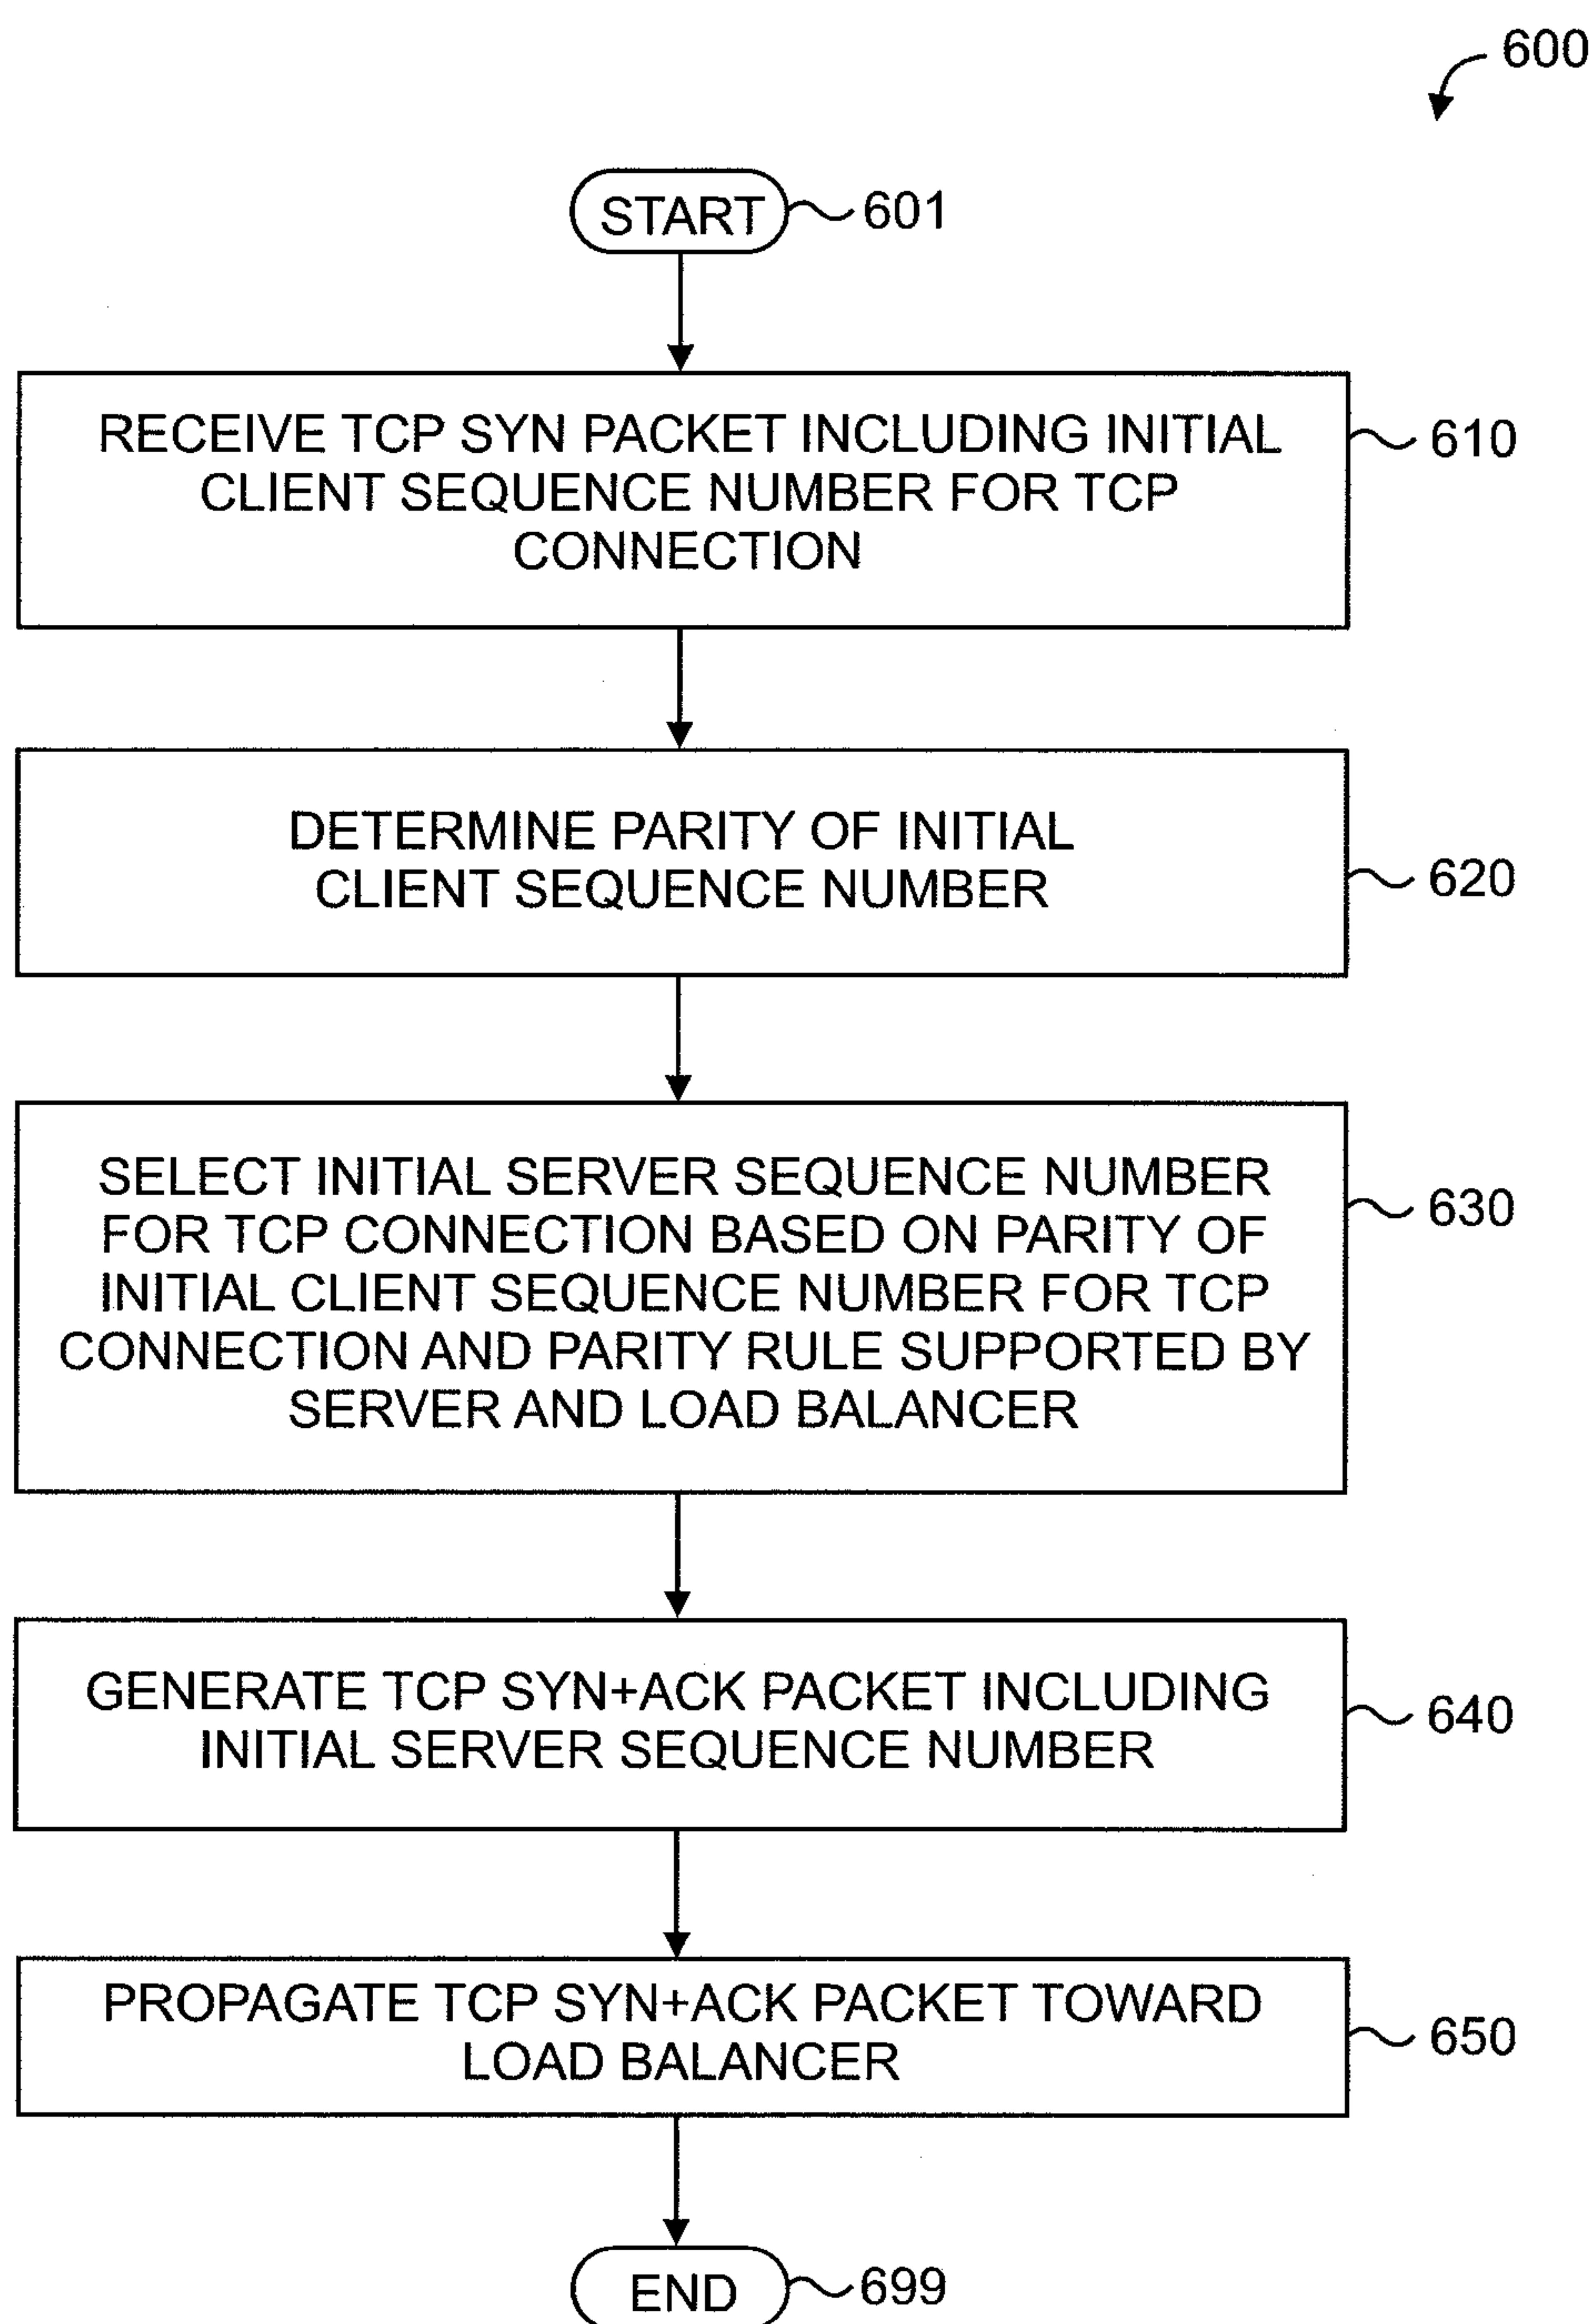 600
START 601
RECEIVE TCP SYN PACKET INCLUDING INITIAL
CLIENT SEQUENCE NUMBER FOR TCP
CONNECTION
610
DETERMINE PARITY OF INITIAL
CLIENT SEQUENCE NUMBER
620
SELECT INITIAL SERVER SEQUENCE NUMBER
FOR TCP CONNECTION BASED ON PARITY OF
INITIAL CLIENT SEQUENCE NUMBER FOR TCP
CONNECTION AND PARITY RULE SUPPORTED BY
SERVER AND LOAD BALANCER
630
GENERATE TCP SYN+ACK PACKET INCLUDING
INITIAL SERVER SEQUENCE NUMBER
640
PROPAGATE TCP SYN+ACK PACKET TOWARD
LOAD BALANCER
650
END 699